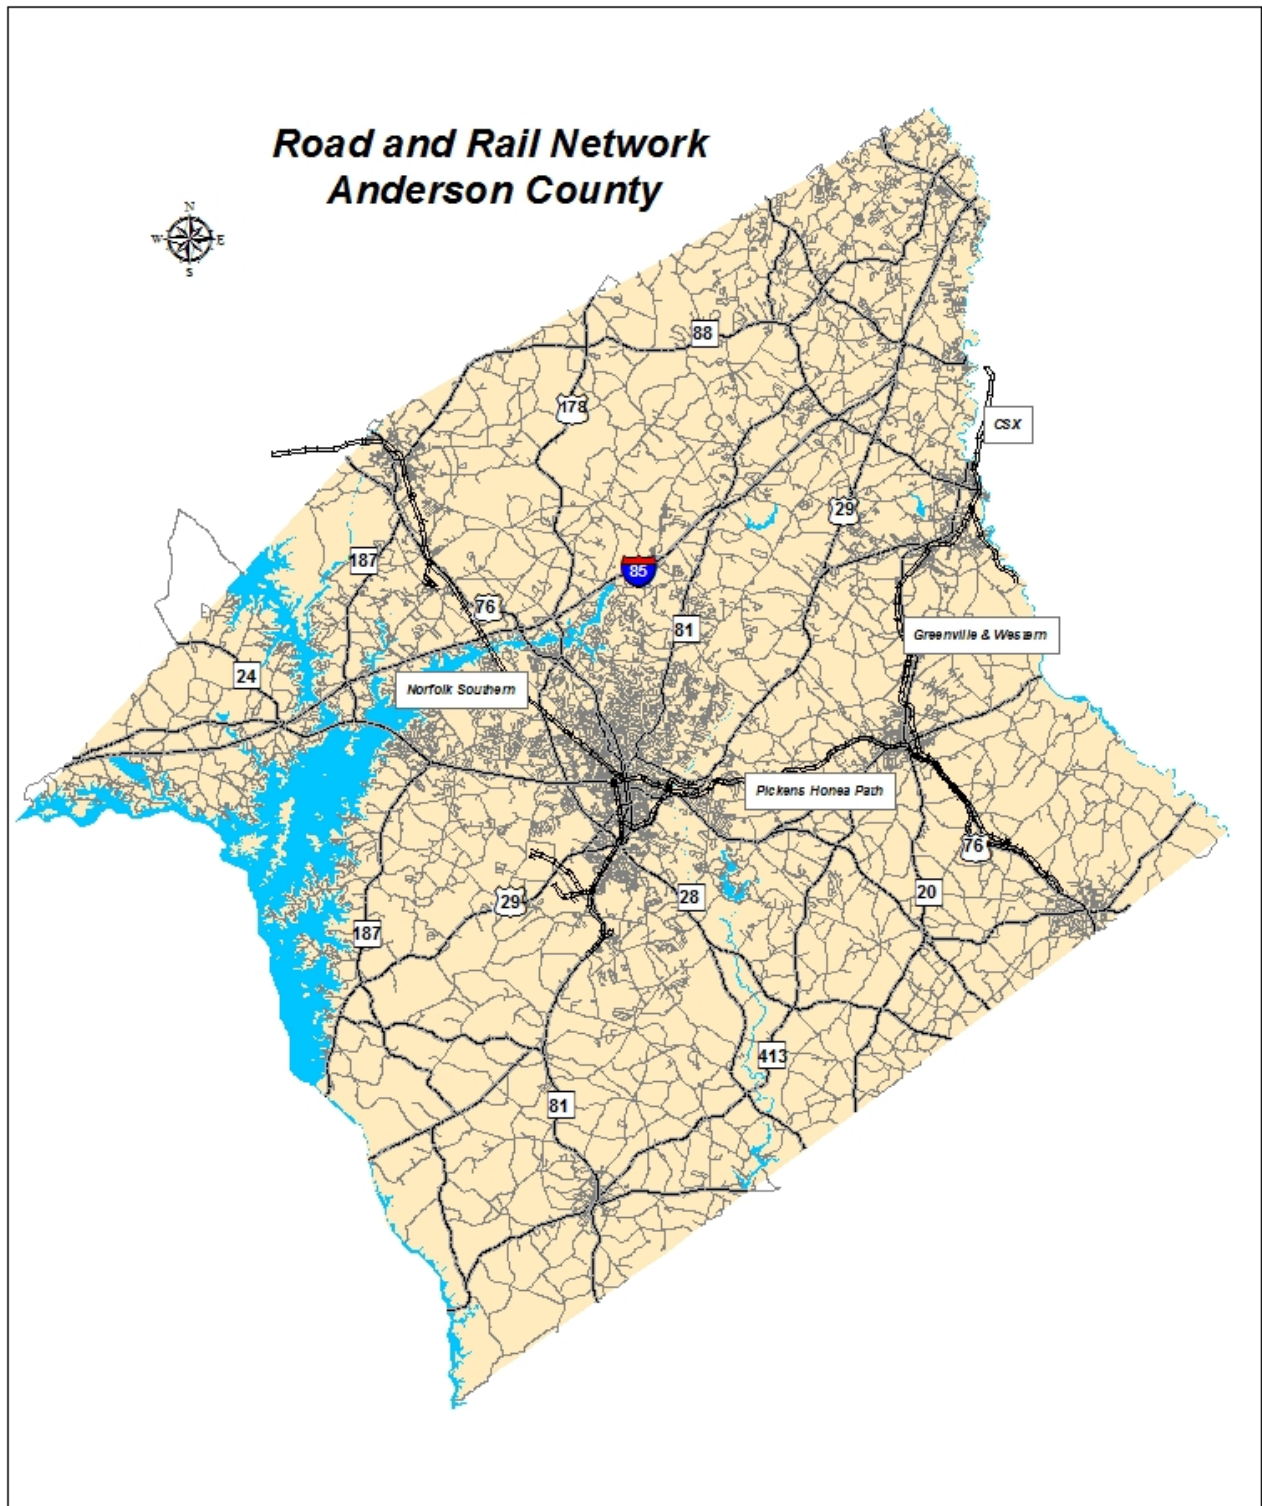 Road and Rail Network
Anderson County
N
W E
S
88
178
CSX
29
187
85
76
81
Greenville & Western
24
Norfolk Southern
Pickens Honea Path
76
29
28
20
187
413
81